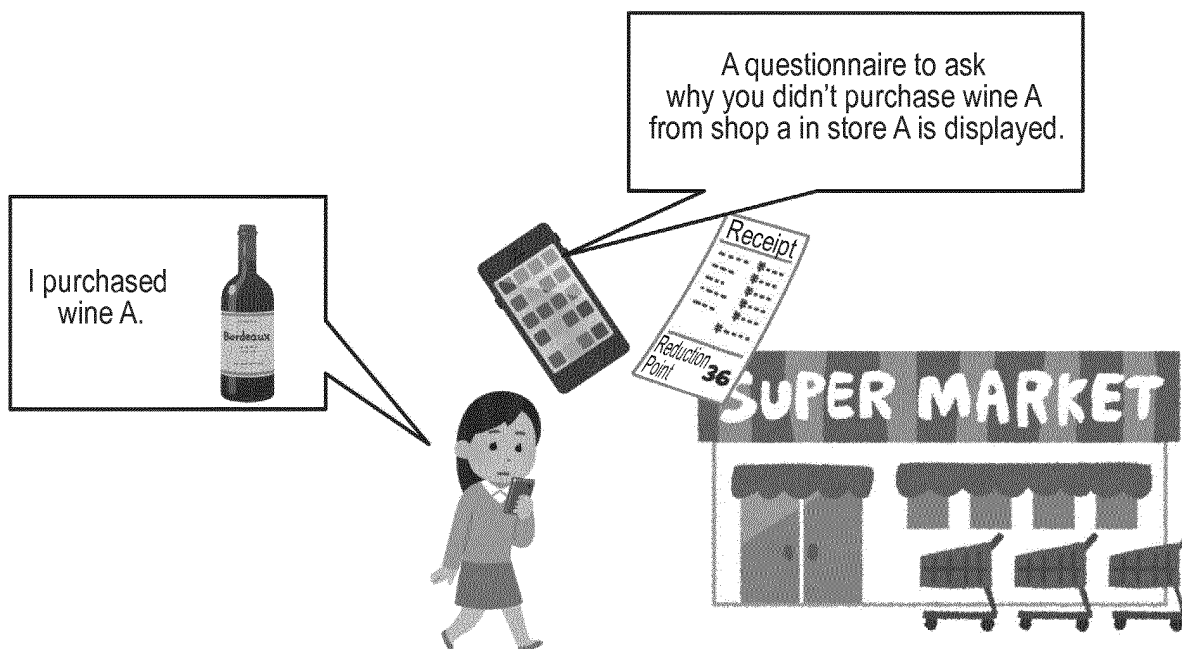 A questionnaire to ask
why you didn't purchase wine A
from shop a in store A is displayed.
I purchased
wine A.
Bordeaux
Receipt
Reduction
Point 36
SUPER MARKET